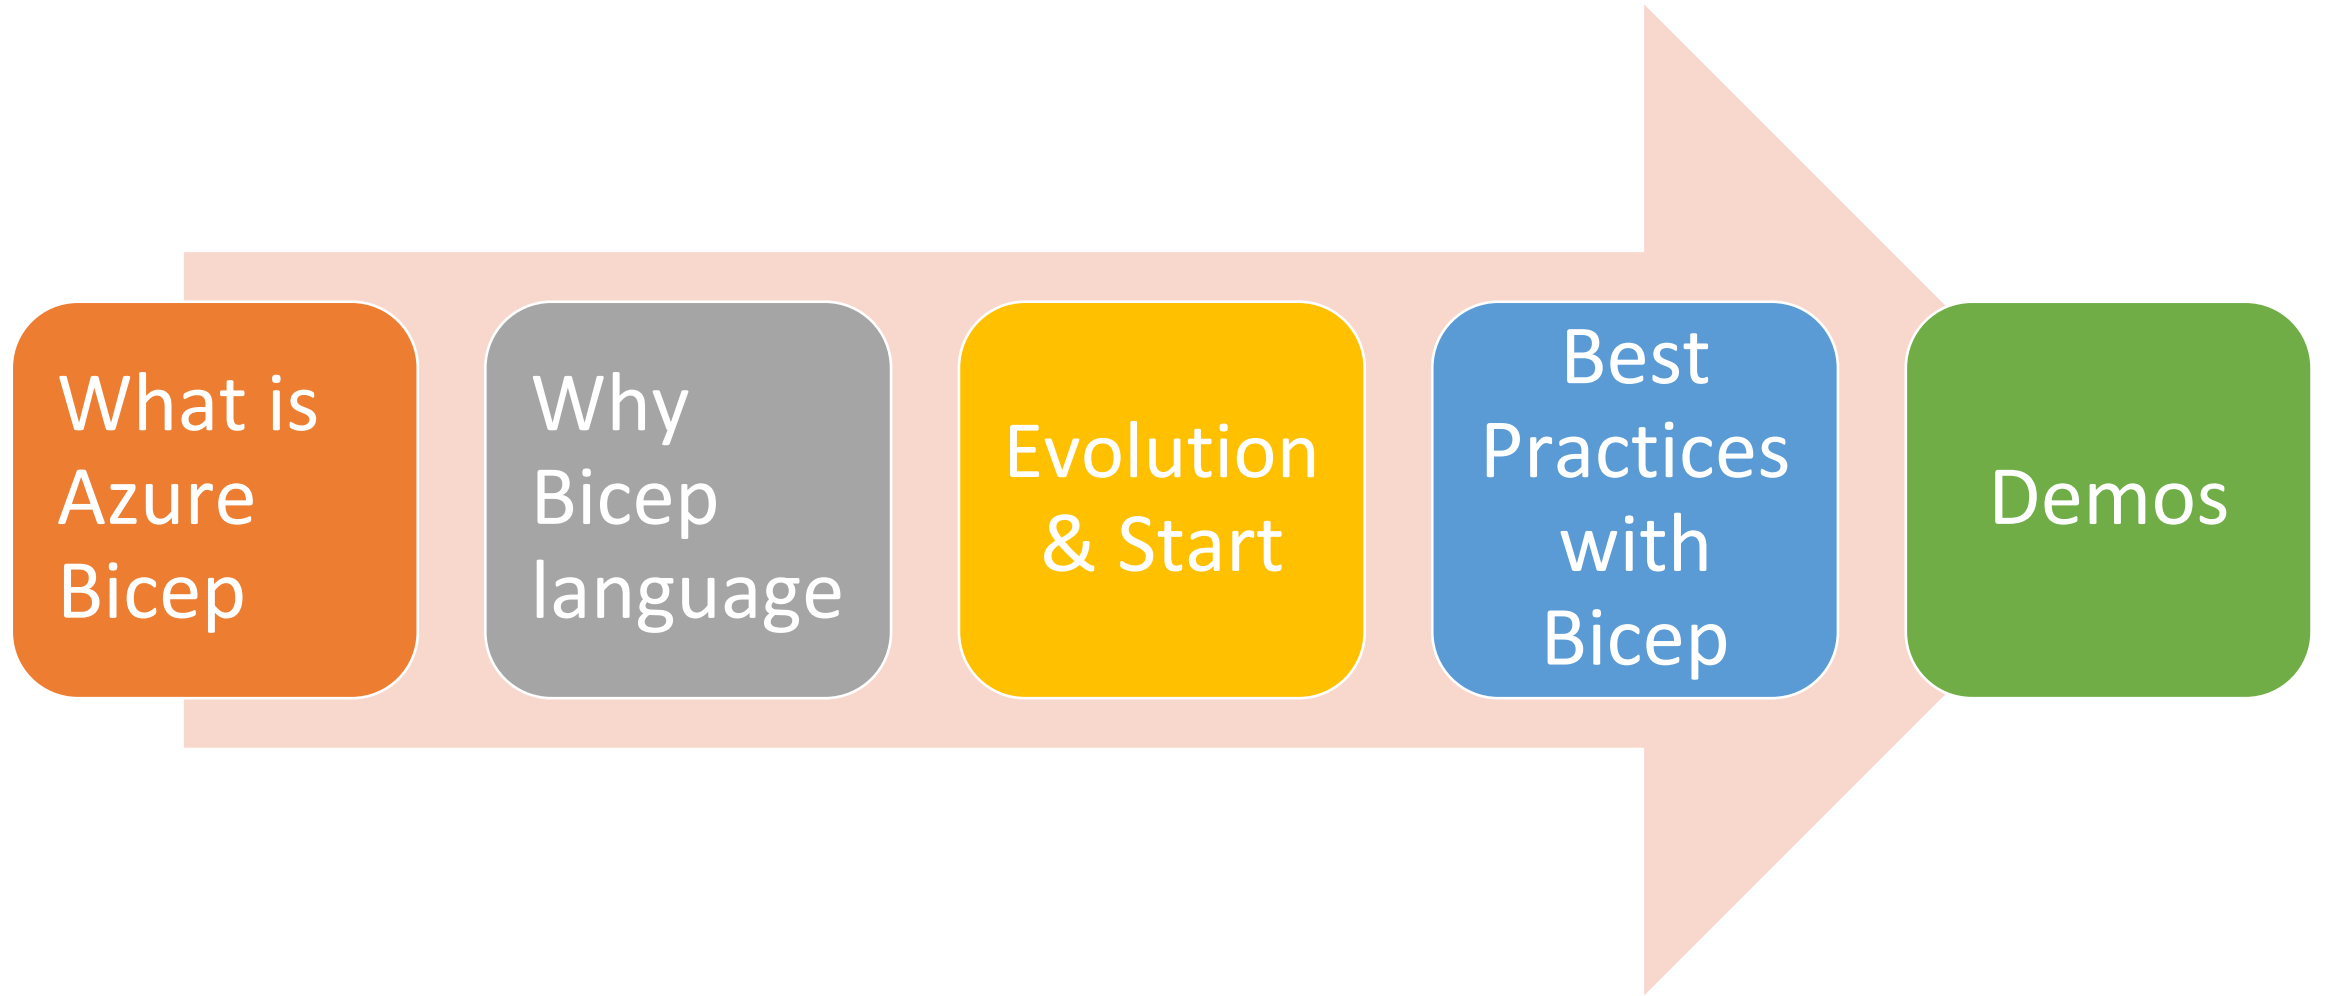 What is
Azure
Bicep
Why
Bicep
language
Evolution
& Start
Best
Practices
with
Bicep
Demos